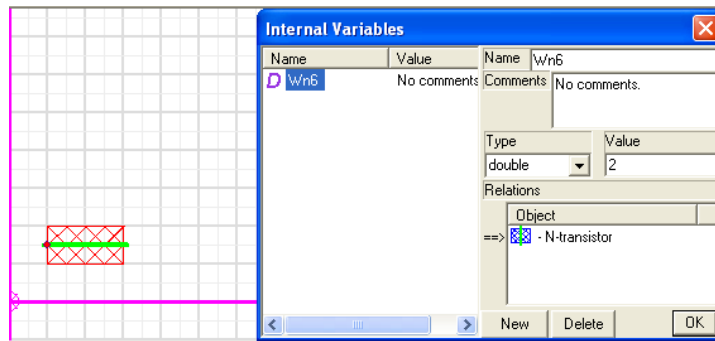 Internal Variables
Name Value
D Wn6 No comments
Name Wn6
Comments No comments.
Type Value
double 2
Relations
Object
==> - N-transistor
New Delete OK